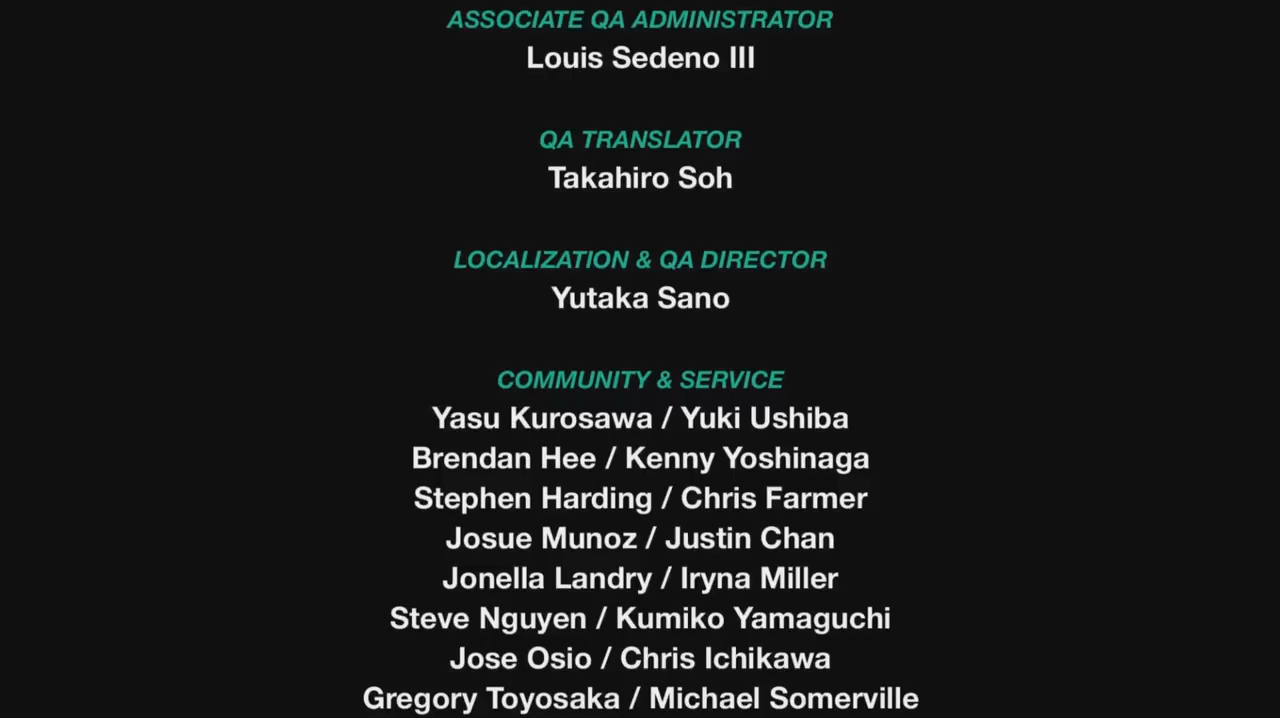 ASSOCIATE QA ADMINISTRATOR
Louis Sedeno III
QA TRANSLATOR
Takahiro Soh
LOCALIZATION & QA DIRECTOR
Yutaka Sano
COMMUNITY & SERVICE
Yasu Kurosawa / Yuki Ushiba
Brendan Hee / Kenny Yoshinaga
Stephen Harding / Chris Farmer
Josue Munoz / Justin Chan
Jonella Landry / Iryna Miller
Steve Nguyen / Kumiko Yamaguchi
Jose Osio / Chris Ichikawa
Gregory Toyosaka / Michael Somerville